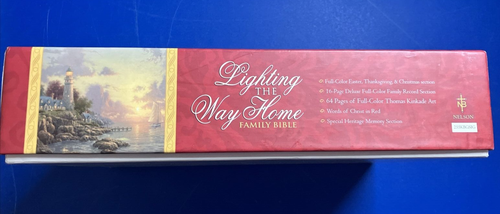 Lighting
THE
Way Home
FAMILY BIBLE
Full-Color Easter, Thanksgiving, & Christmas sections
16-Page Deluxe Full-Color Family Record Section
64 Pages of Full-Color Thomas Kinkade Art
Words of Christ in Red
Special Heritage Memory Section
NELSON